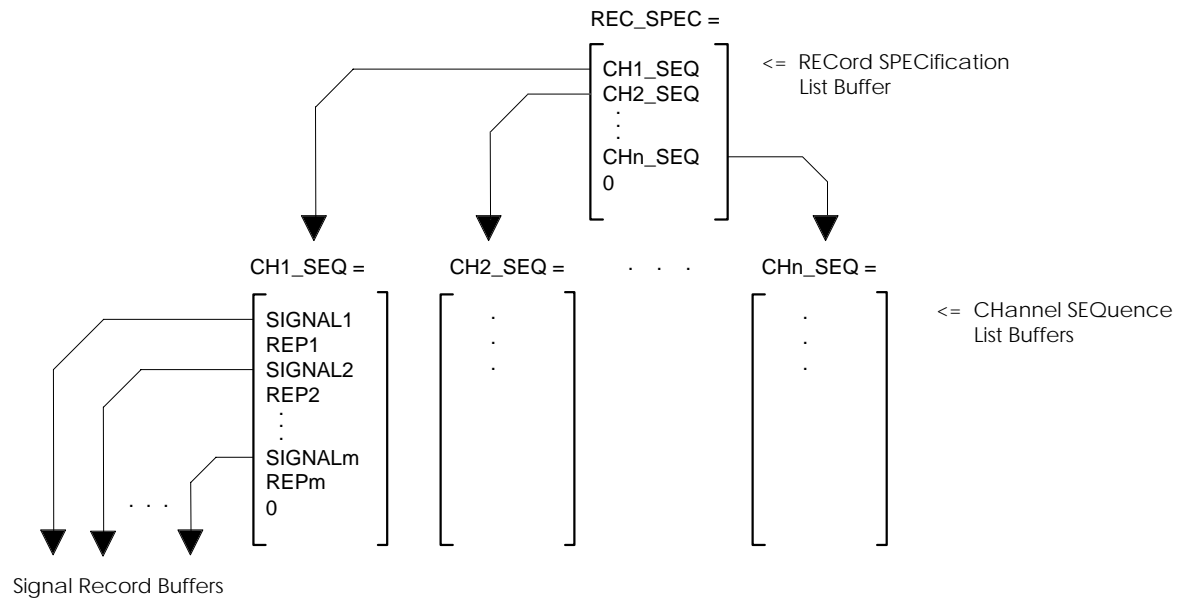 REC_SPEC =
CH1_SEQ
CH2_SEQ
.
.
.
CHn_SEQ
0
<= RECord SPECification
List Buffer
CH1_SEQ =
CH2_SEQ =
. . .
CHn_SEQ =
SIGNAL1
REP1
SIGNAL2
REP2
.
.
.
SIGNALm
REPm
0
.
.
.
.
.
.
<= CHannel SEQuence
List Buffers
. . .
Signal Record Buffers